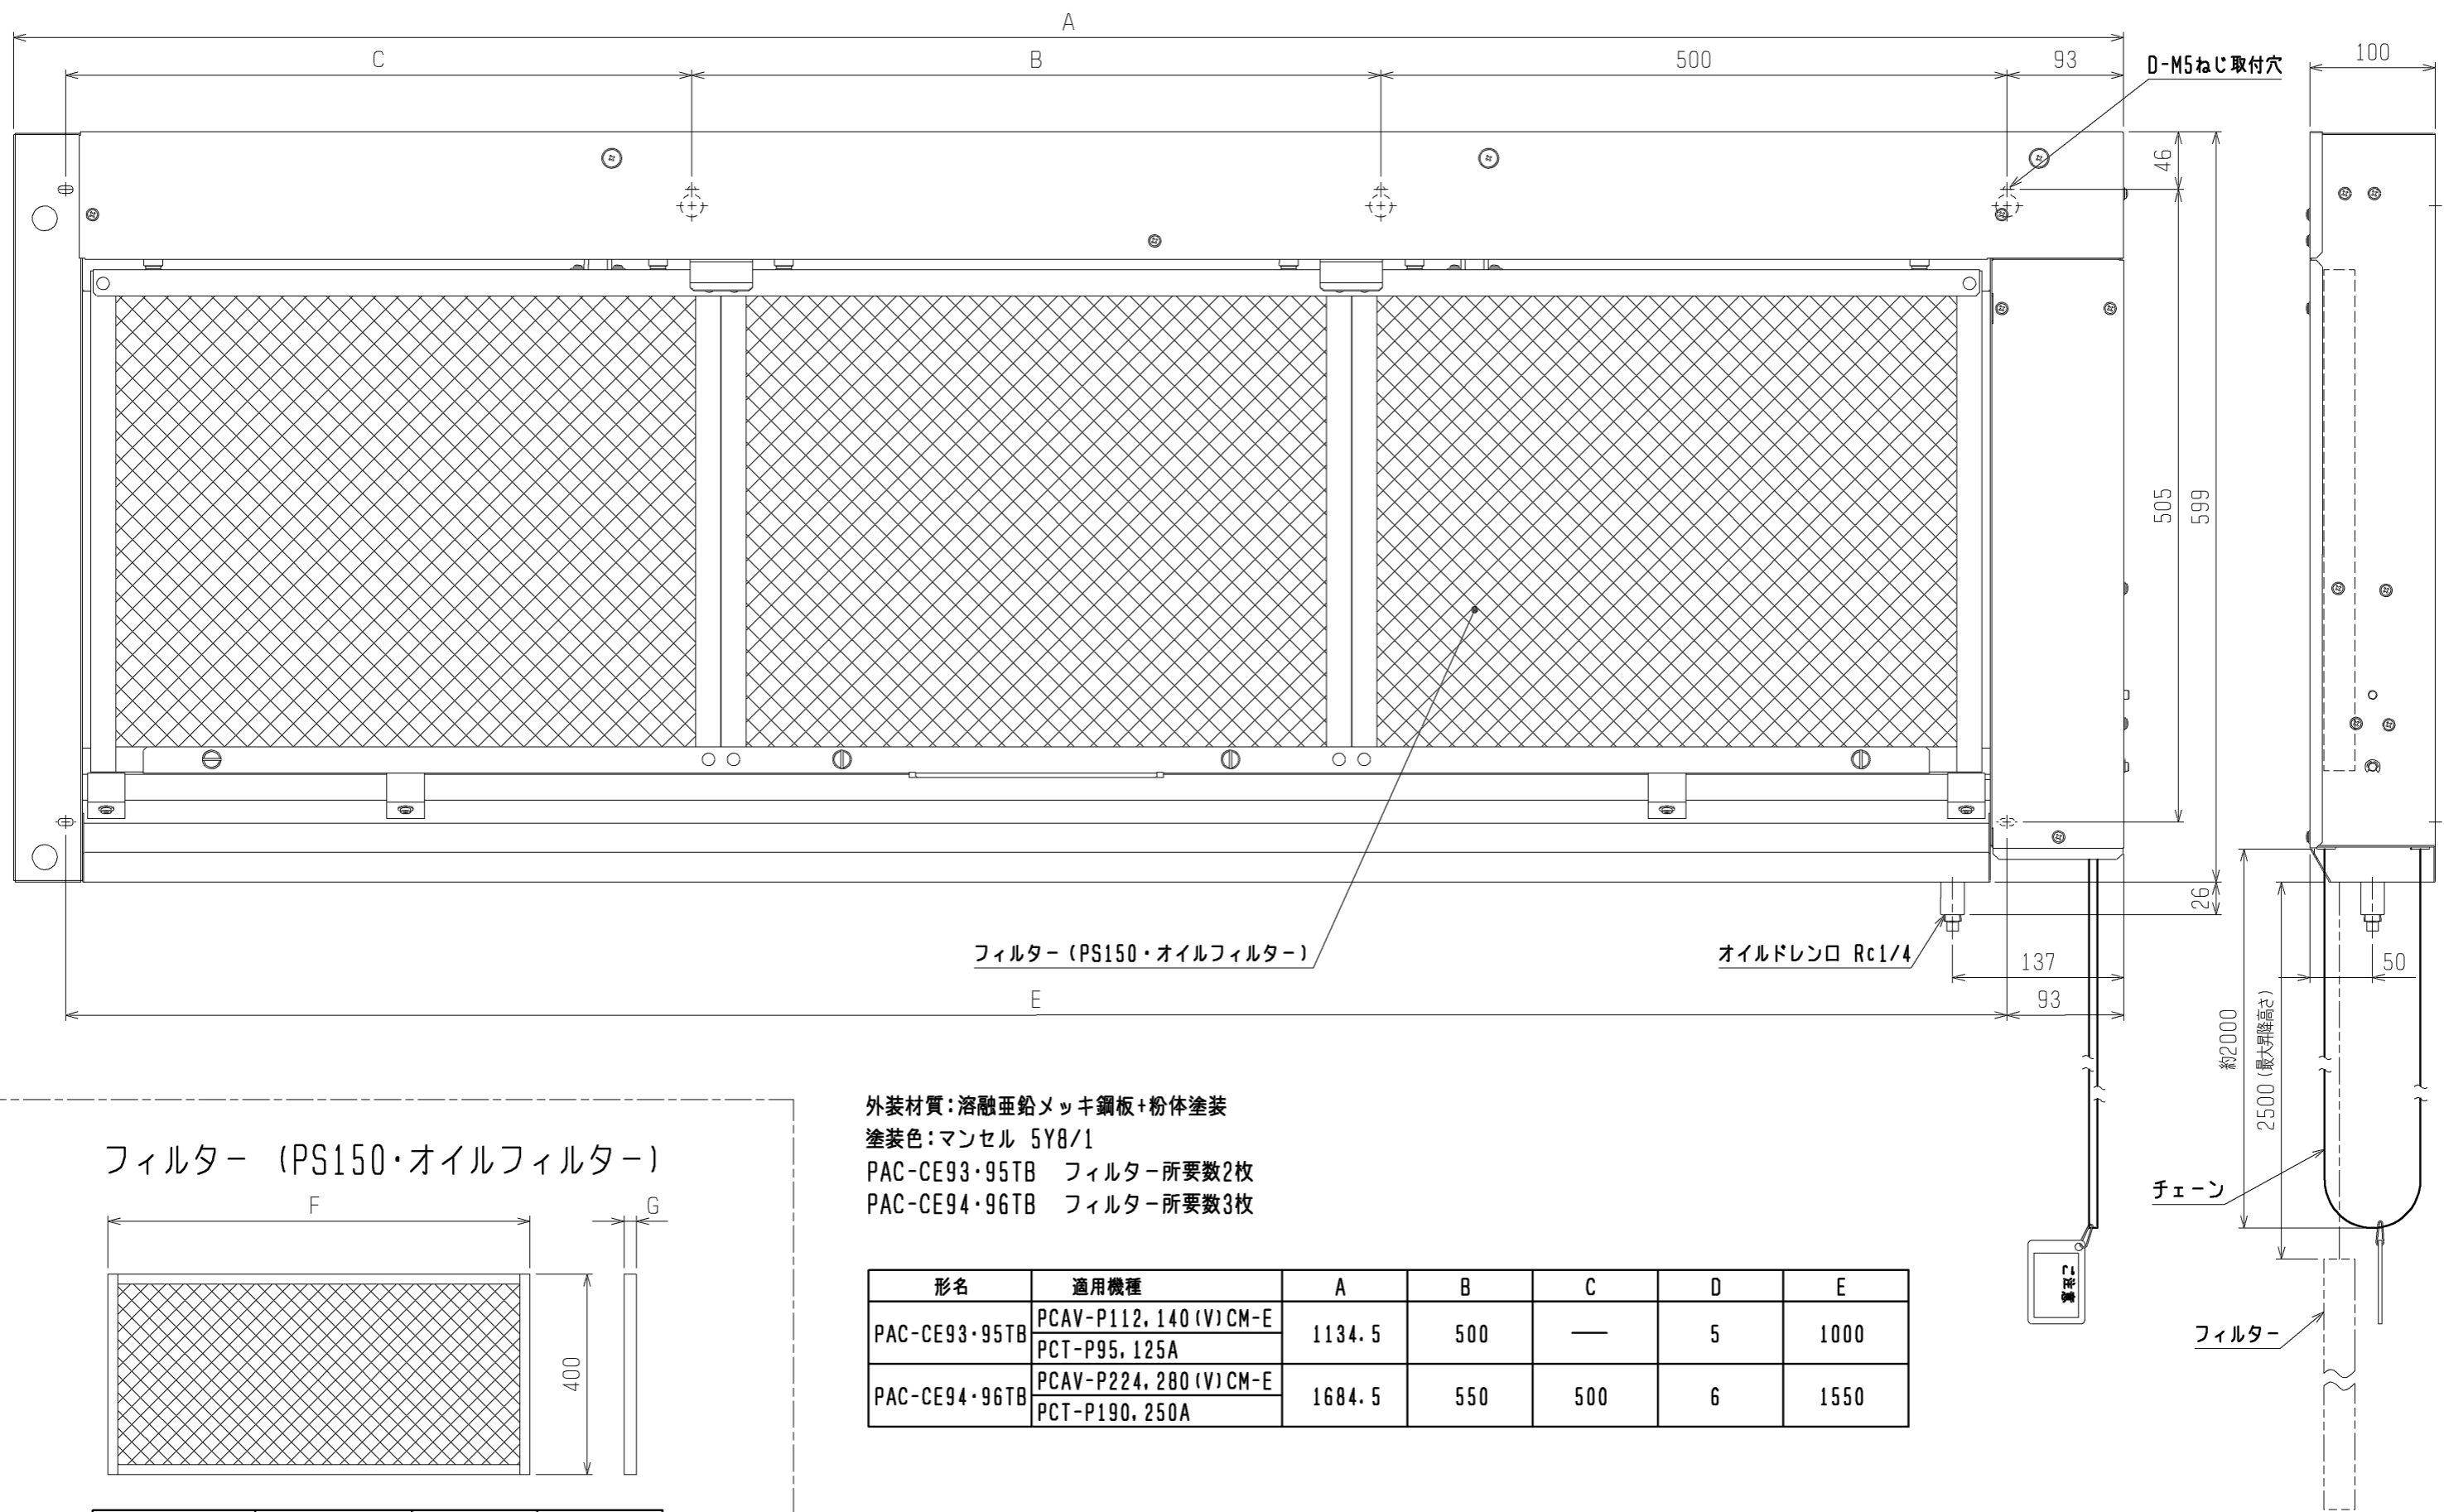 A
C
B
500
93
D-M5ねじ取付穴
100
46
505
599
26
フィルター (PS150・オイルフィルター)
オイルドレン口 Rc1/4
137
50
E
93
約2000
2500 (最大昇降高さ)
チェーン
ご注意
フィルター
外装材質:溶融亜鉛メッキ鋼板+粉体塗装
塗装色:マンセル 5Y8/1
PAC-CE93・95TB フィルター所要数2枚
PAC-CE94・96TB フィルター所要数3枚
フィルター (PS150・オイルフィルター)
F
G
400
形名 適用機種 A B C D E
PAC-CE93・95TB PCAV-P112, 140(V)CM-E 1134.5 500 — 5 1000
PCT-P95, 125A
PAC-CE94・96TB PCAV-P224, 280(V)CM-E 1684.5 550 500 6 1550
PCT-P190, 250A